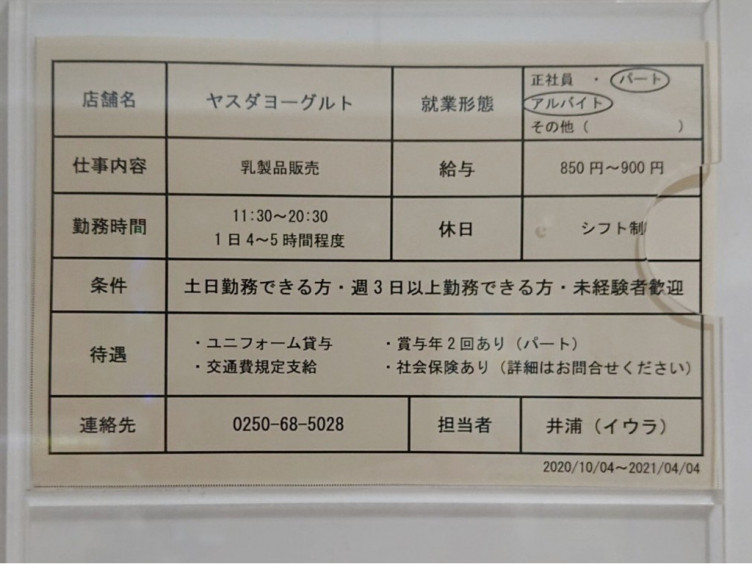 店舗名 ヤスダヨーグルト 就業形態 正社員 ・ パート
アルバイト
その他（ ）
仕事内容 乳製品販売 給与 850円～900円
勤務時間 11:30～20:30
1日4～5時間程度 休日 シフト制
条件 土日勤務できる方・週3日以上勤務できる方・未経験者歓迎
待遇 ・ユニフォーム貸与 ・賞与年2回あり（パート）
・交通費規定支給 ・社会保険あり（詳細はお問合せください）
連絡先 0250-68-5028 担当者 井浦（イウラ）
2020/10/04～2021/04/04